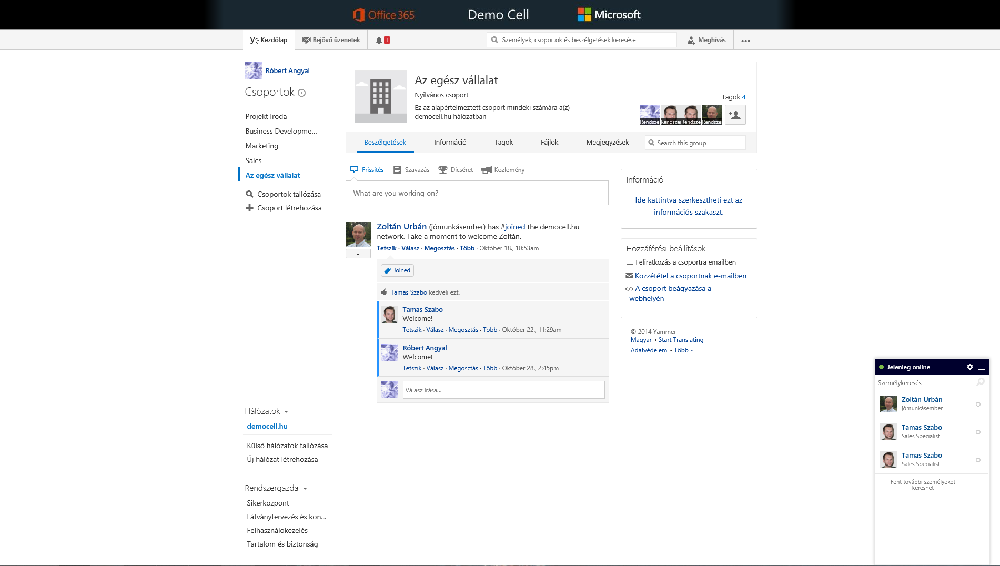 Office 365
Demo Cell
Microsoft
Kezdőlap
Bejövő üzenetek
1
Személyek, csoportok és beszélgetések keresése
Meghívás
Róbert Angyal
Csoportok
Projekt Iroda
Business Developme...
Marketing
Sales
Az egész vállalat
Csoportok tallózása
Csoport létrehozása
Hálózatok
democell.hu
Külső hálózatok tallózása
Új hálózat létrehozása
Rendszergazda
Sikerközpont
Látványtervezés és kon...
Felhasználókezelés
Tartalom és biztonság
Az egész vállalat
Nyilvános csoport
Ez az alapértelmeztett csoport mindeki számára a(z)
democell.hu hálózatban
Tagok 4
Rendsze Rendsze Rendsze Rendsze
Beszélgetések
Információ
Tagok
Fájlok
Megjegyzések
Search this group
Frissítés
Szavazás
Dicséret
Közlemény
What are you working on?
Zoltán Urbán (jómunkásember) has #joined the democell.hu
network. Take a moment to welcome Zoltán.
Tetszik · Válasz · Megosztás · Több · Október 18., 10:53am
+
Joined
Tamas Szabo kedveli ezt.
Tamas Szabo
Welcome!
Tetszik · Válasz · Megosztás · Több · Október 22., 11:29am
Róbert Angyal
Welcome!
Tetszik · Válasz · Megosztás · Több · Október 28., 2:45pm
Válasz írása...
Információ
Ide kattintva szerkesztheti ezt az
információs szakaszt.
Hozzáférési beállítások
Feliratkozás a csoportra emailben
Közzététel a csoportnak e-mailben
</> A csoport beágyazása a
webhelyén
© 2014 Yammer
Magyar • Start Translating
Adatvédelem • Több
Jelenleg online
Személykeresés
Zoltán Urbán
jómunkásember
Tamas Szabo
Sales Specialist
Tamas Szabo
Sales Specialist
Fent további személyeket
kereshet